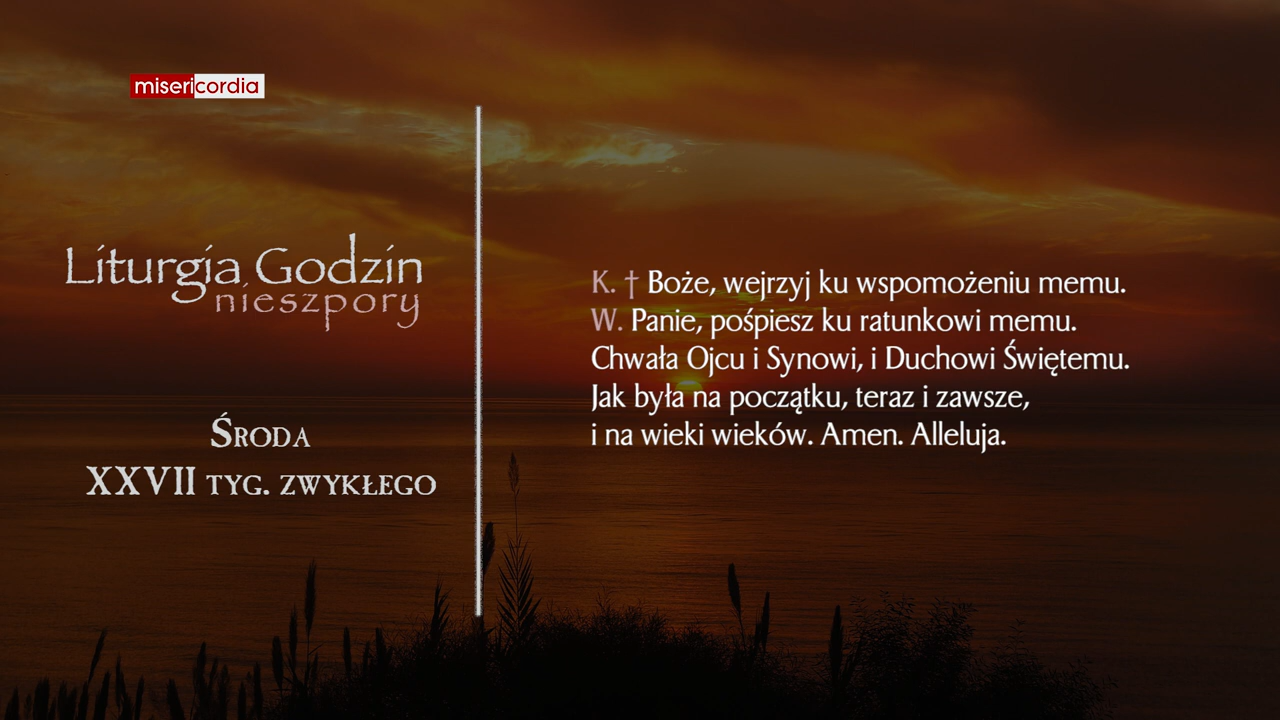 misericordia
Liturgia Godzin
nieszpory
Środa
XXVII tyg. zwykłego
K. † Boże, wejrzyj ku wspomożeniu memu.
W. Panie, pośpiesz ku ratunkowi memu.
Chwała Ojcu i Synowi, i Duchowi Świętemu.
Jak była na początku, teraz i zawsze,
i na wieki wieków. Amen. Alleluja.